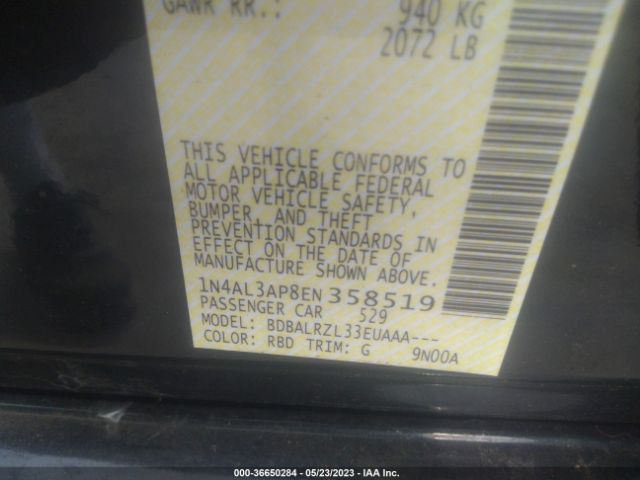 GAWR RR.: 940 KG
2072 LB
THIS VEHICLE CONFORMS TO
ALL APPLICABLE FEDERAL
MOTOR VEHICLE SAFETY,
BUMPER, AND THEFT
PREVENTION STANDARDS IN
EFFECT ON THE DATE OF
MANUFACTURE SHOWN ABOVE.
1N4AL3AP8EN358519
PASSENGER CAR 529
MODEL: BDBALRZL33EUAAA---
COLOR: RBD TRIM: G 9N00A
000-36650284 - 05/23/2023 - IAA Inc.